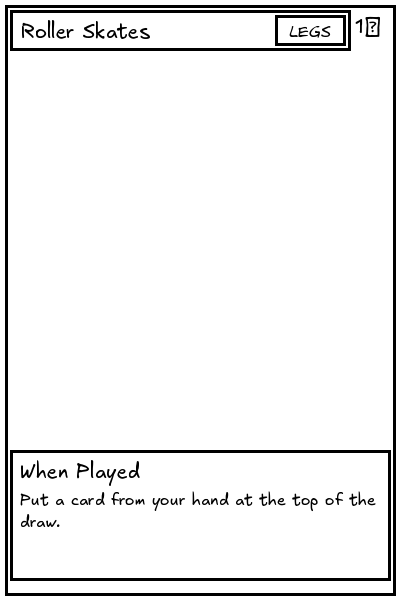 Roller Skates
LEGS
1
When Played
Put a card from your hand at the top of the
draw.